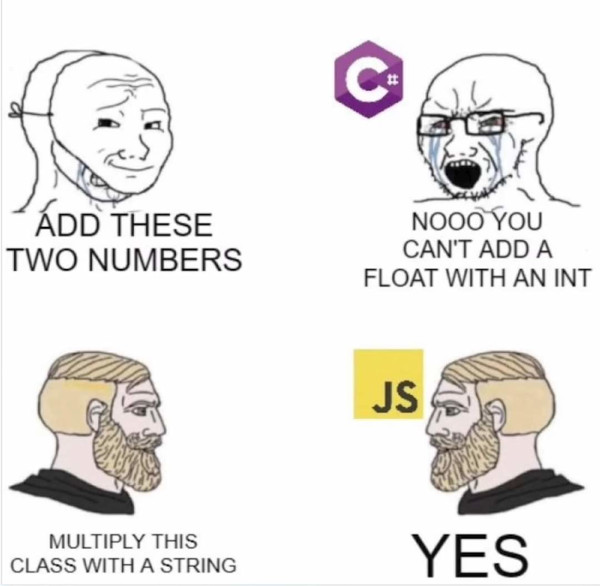 C#
ADD THESE
TWO NUMBERS
NOOO YOU
CAN'T ADD A
FLOAT WITH AN INT
JS
MULTIPLY THIS
CLASS WITH A STRING
YES